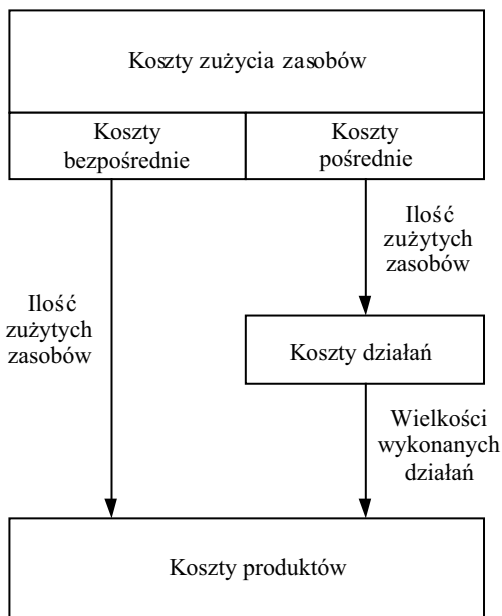 Koszty zużycia zasobów
Koszty
bezpośrednie
Koszty
pośrednie
Ilość
zużytych
zasobów
Ilość
zużytych
zasobów
Koszty działań
Wielkości
wykonanych
działań
Koszty produktów